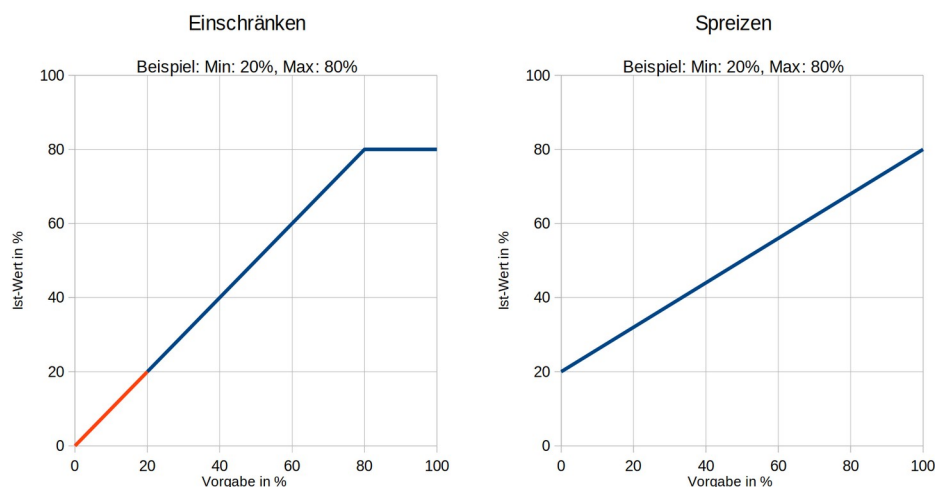 Einschränken
Beispiel: Min: 20%, Max: 80%
100
80
60
40
20
0
Ist-Wert in %
0 20 40 60 80 100
Vorgabe in %
Spreizen
Beispiel: Min: 20%, Max: 80%
100
80
60
40
20
0
Ist-Wert in %
0 20 40 60 80 100
Vorgabe in %